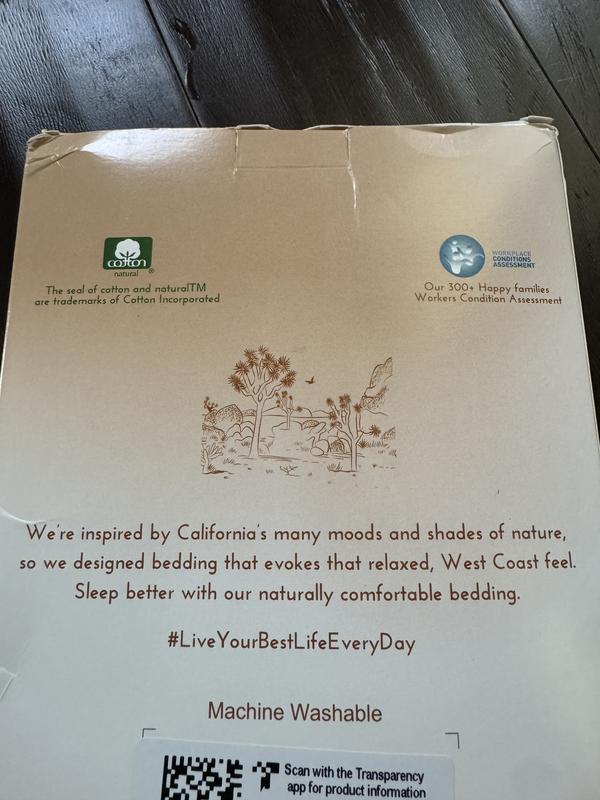 cotton
natural ®
The seal of cotton and naturalTM
are trademarks of Cotton Incorporated
WORKPLACE
CONDITIONS
ASSESSMENT
Our 300+ Happy families
Workers Condition Assessment
We're inspired by California's many moods and shades of nature,
so we designed bedding that evokes that relaxed, West Coast feel.
Sleep better with our naturally comfortable bedding.
#LiveYourBestLifeEveryDay
Machine Washable
Scan with the Transparency
app for product information